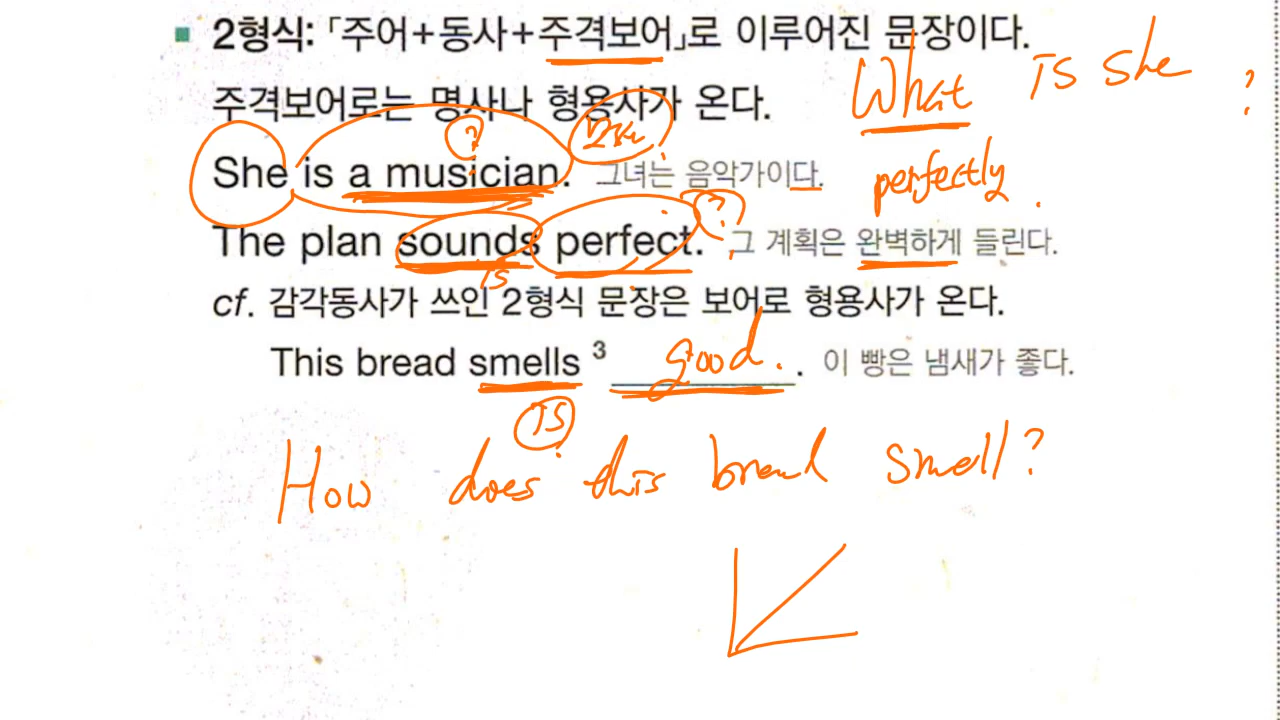 ■ 2형식: 「주어+동사+주격보어」로 이루어진 문장이다.
What is she ?
주격보어로는 명사나 형용사가 온다.
?
She is a musician. 그녀는 음악가이다.
perfectly.
The plan sounds perfect. ? 그 계획은 완벽하게 들린다.
is
cf. 감각동사가 쓰인 2형식 문장은 보어로 형용사가 온다.
This bread smells 3 good. . 이 빵은 냄새가 좋다.
is
How does this bread smell?